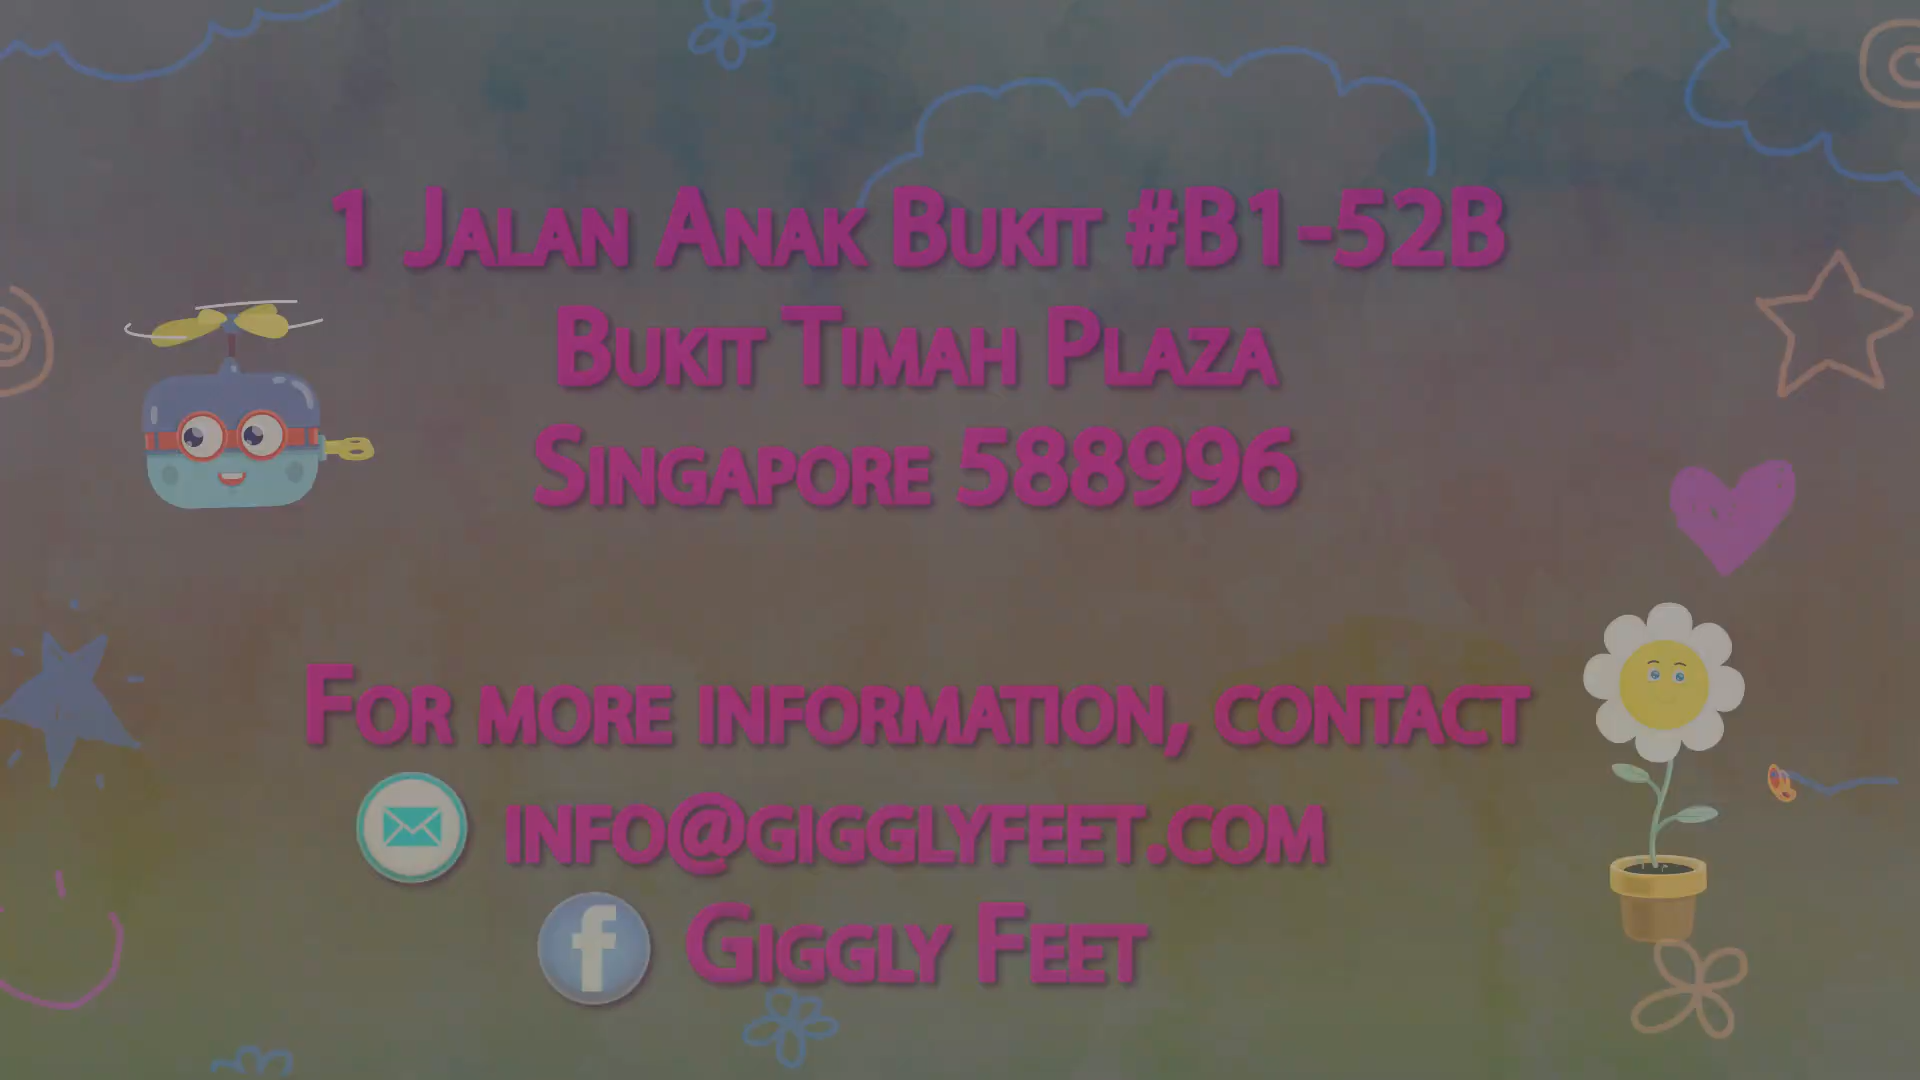 1 Jalan Anak Bukit #B1-52B
Bukit Timah Plaza
Singapore 588996
For more information, contact
info@gigglyfeet.com
f Giggly Feet